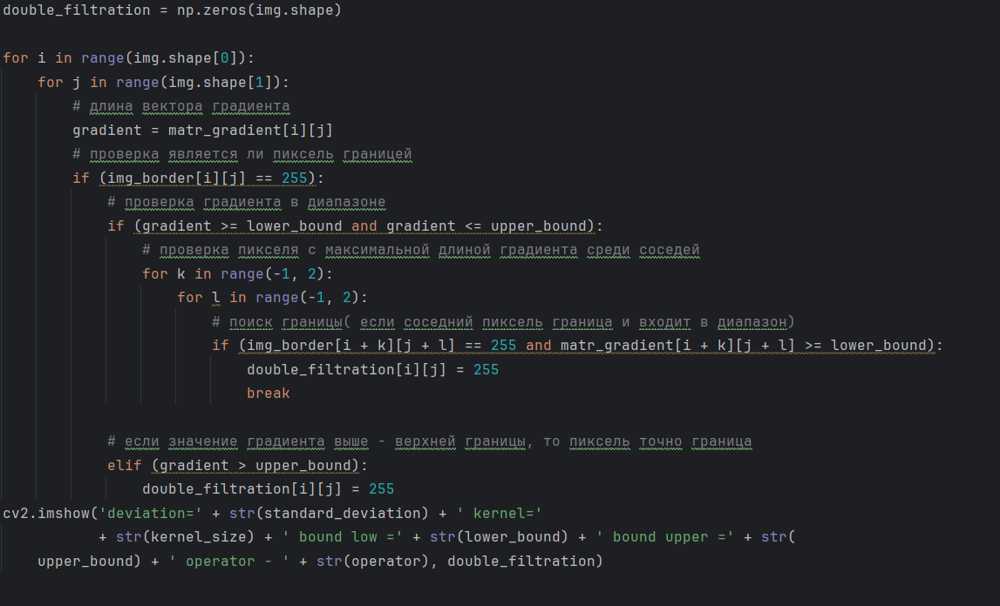 double_filtration = np.zeros(img.shape)
for i in range(img.shape[0]):
    for j in range(img.shape[1]):
        # длина вектора градиента
        gradient = matr_gradient[i][j]
        # проверка является ли пиксель границей
        if (img_border[i][j] == 255):
            # проверка градиента в диапазоне
            if (gradient >= lower_bound and gradient <= upper_bound):
                # проверка пикселя с максимальной длиной градиента среди соседей
                for k in range(-1, 2):
                    for l in range(-1, 2):
                        # поиск границы( если соседний пиксель граница и входит в диапазон)
                        if (img_border[i + k][j + l] == 255 and matr_gradient[i + k][j + l] >= lower_bound):
                            double_filtration[i][j] = 255
                            break
            # если значение градиента выше - верхней границы, то пиксель точно граница
            elif (gradient > upper_bound):
                double_filtration[i][j] = 255
cv2.imshow('deviation=' + str(standard_deviation) + ' kernel='
           + str(kernel_size) + ' bound low =' + str(lower_bound) + ' bound upper =' + str(
    upper_bound) + ' operator - ' + str(operator), double_filtration)